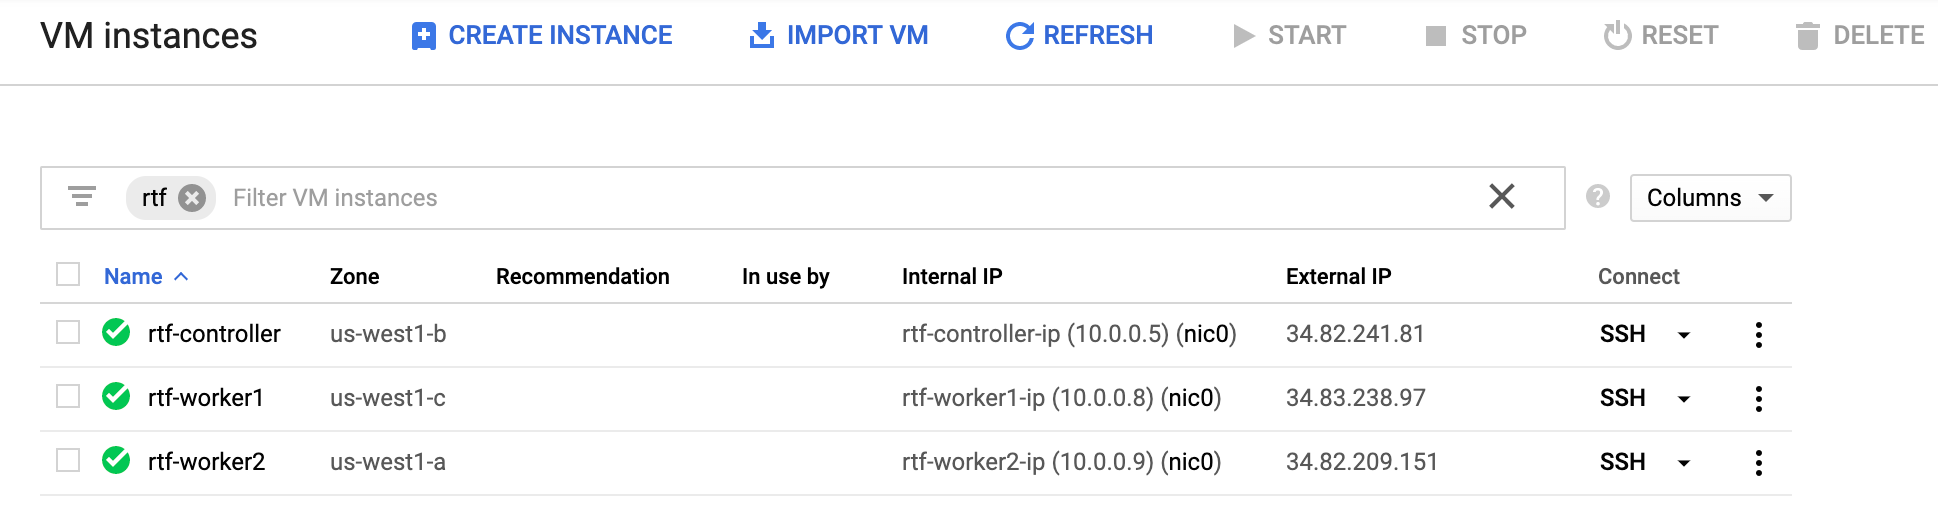 VM instances CREATE INSTANCE IMPORT VM REFRESH START STOP RESET DELETE
rtf Filter VM instances ? Columns
Name Zone Recommendation In use by Internal IP External IP Connect
rtf-controller us-west1-b rtf-controller-ip (10.0.0.5) (nic0) 34.82.241.81 SSH
rtf-worker1 us-west1-c rtf-worker1-ip (10.0.0.8) (nic0) 34.83.238.97 SSH
rtf-worker2 us-west1-a rtf-worker2-ip (10.0.0.9) (nic0) 34.82.209.151 SSH